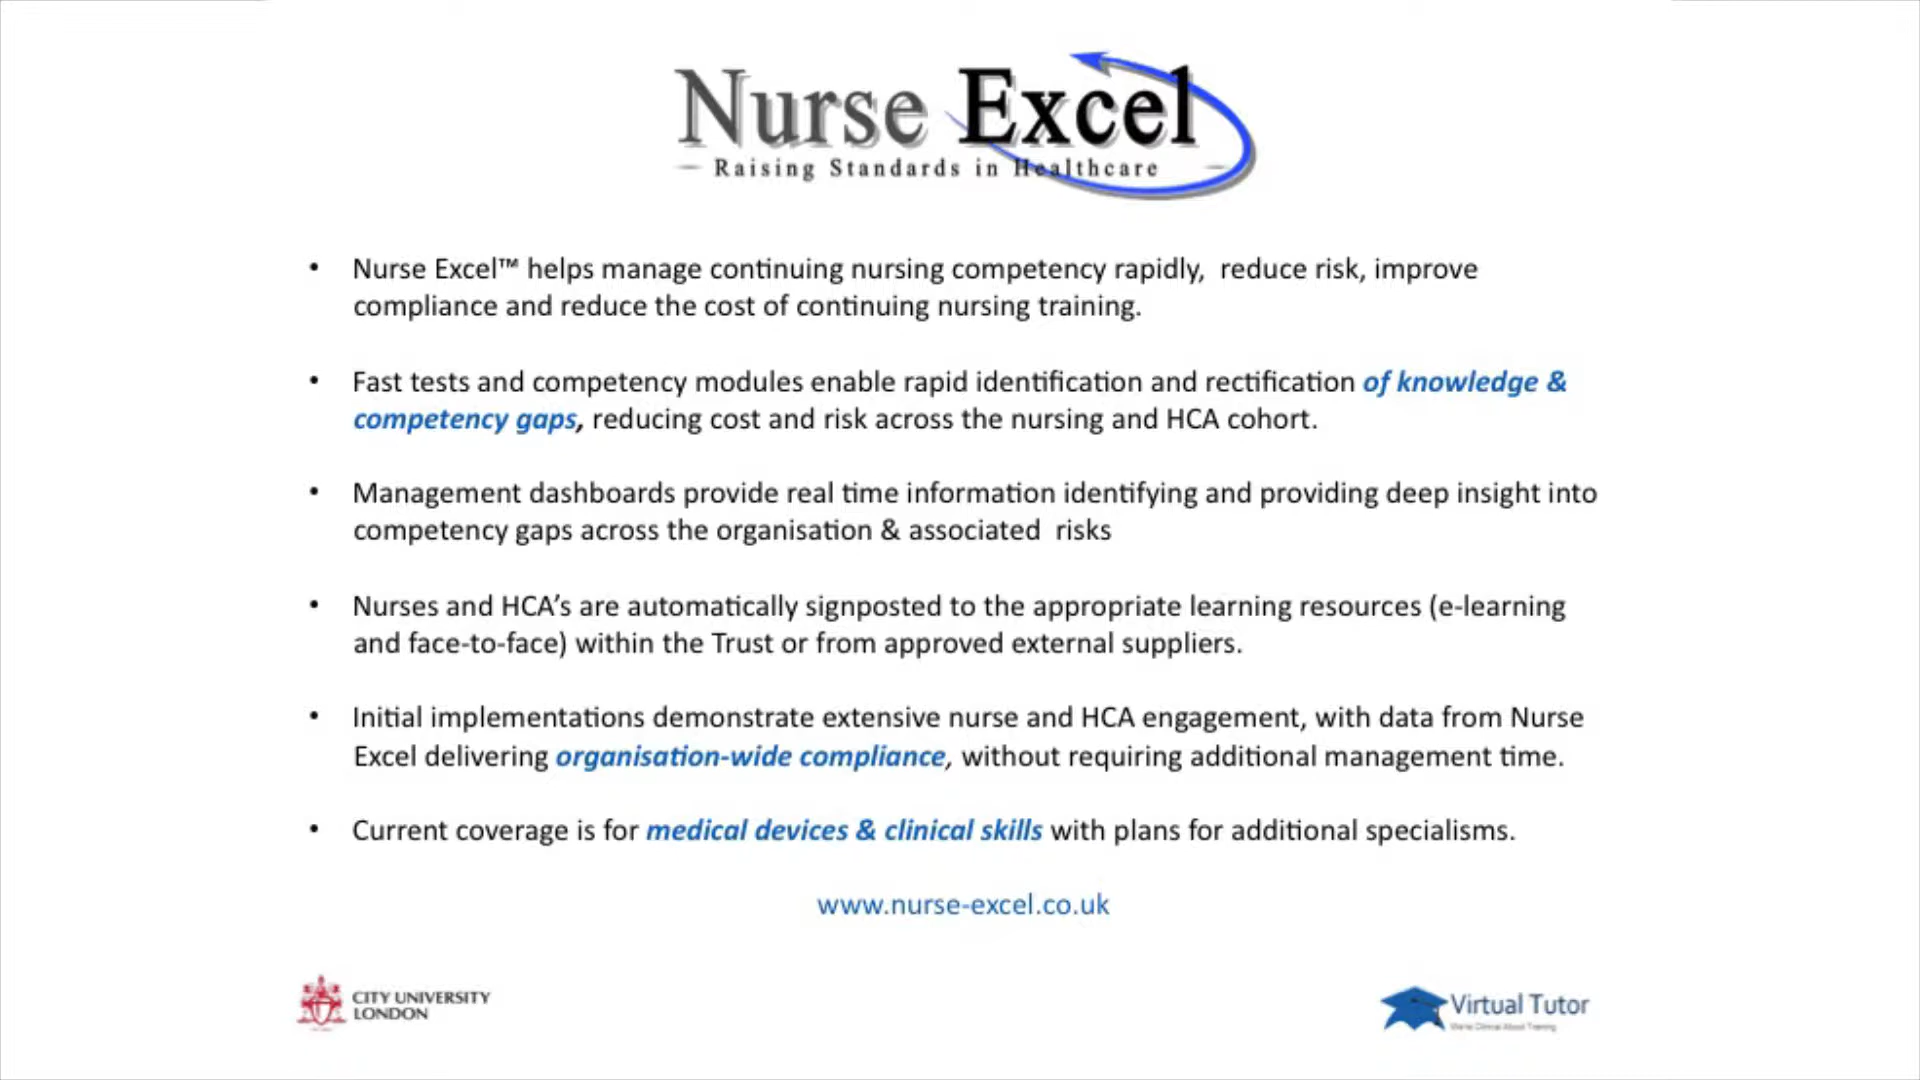 Nurse Excel
Raising Standards in Healthcare
• Nurse Excel™ helps manage continuing nursing competency rapidly,  reduce risk, improve
compliance and reduce the cost of continuing nursing training.
• Fast tests and competency modules enable rapid identification and rectification of knowledge &
competency gaps, reducing cost and risk across the nursing and HCA cohort.
• Management dashboards provide real time information identifying and providing deep insight into
competency gaps across the organisation & associated  risks
• Nurses and HCA’s are automatically signposted to the appropriate learning resources (e-learning
and face-to-face) within the Trust or from approved external suppliers.
• Initial implementations demonstrate extensive nurse and HCA engagement, with data from Nurse
Excel delivering organisation-wide compliance, without requiring additional management time.
• Current coverage is for medical devices & clinical skills with plans for additional specialisms.
www.nurse-excel.co.uk
CITY UNIVERSITY
LONDON
Virtual Tutor
We're Clinical About Training